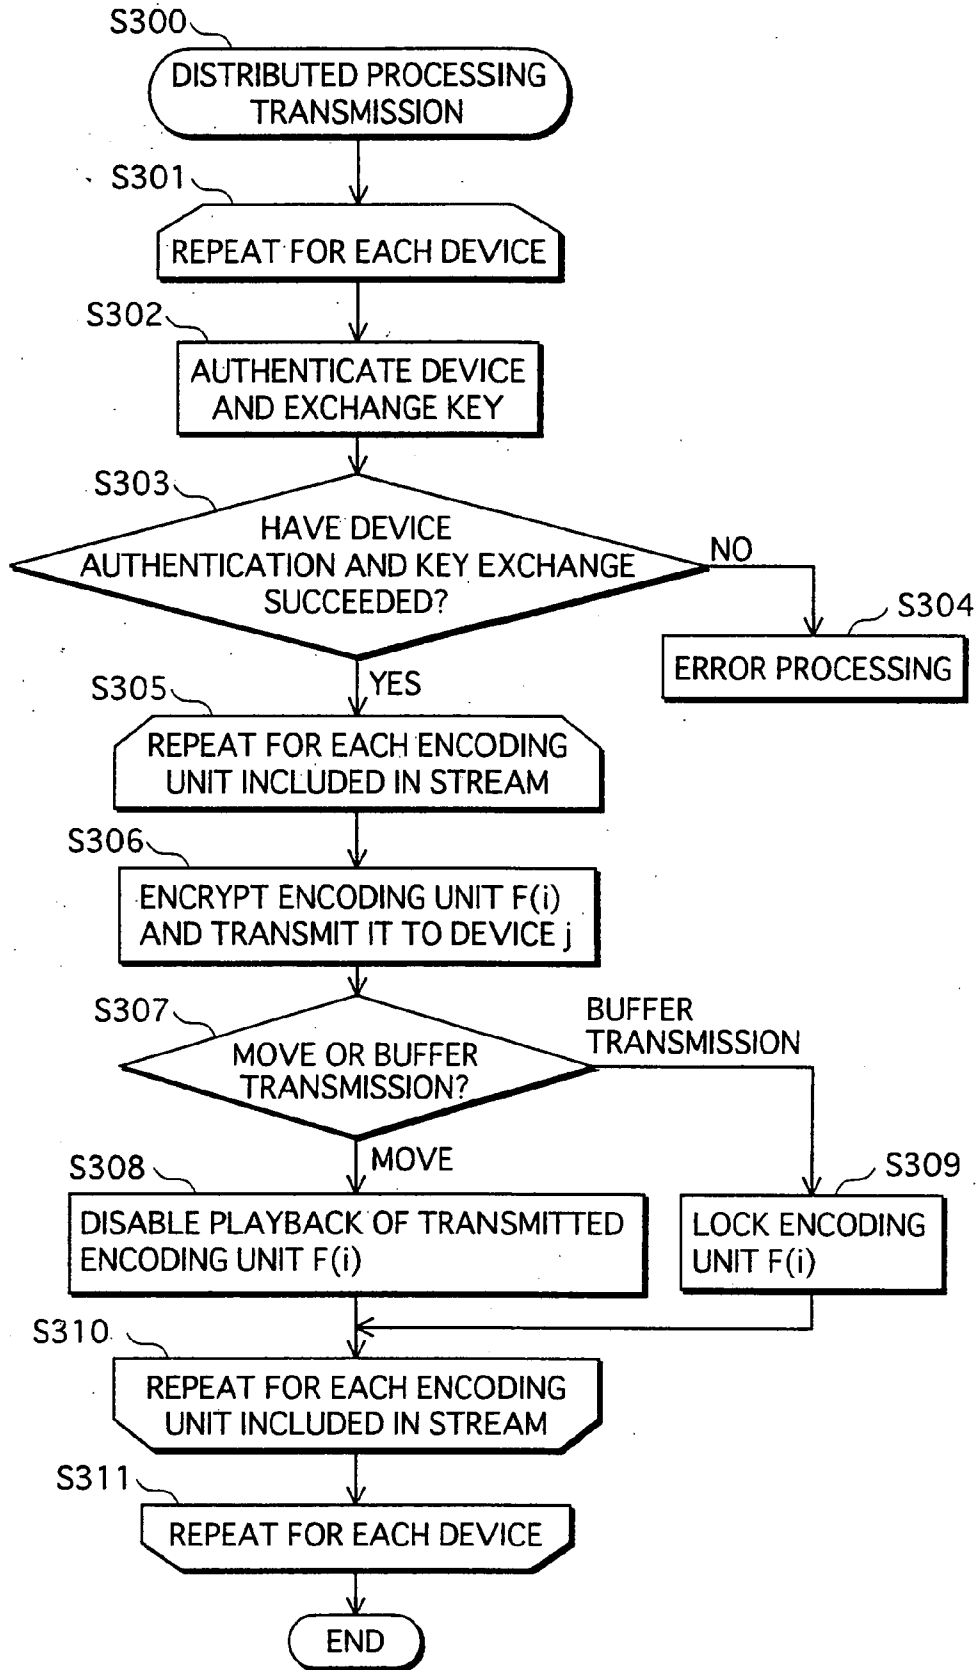 S300
DISTRIBUTED PROCESSING
TRANSMISSION
S301
REPEAT FOR EACH DEVICE
S302
AUTHENTICATE DEVICE
AND EXCHANGE KEY
S303
HAVE DEVICE
AUTHENTICATION AND KEY EXCHANGE
SUCCEEDED?
NO
S304
ERROR PROCESSING
YES
S305
REPEAT FOR EACH ENCODING
UNIT INCLUDED IN STREAM
S306
ENCRYPT ENCODING UNIT F(i)
AND TRANSMIT IT TO DEVICE j
S307
MOVE OR BUFFER
TRANSMISSION?
BUFFER
TRANSMISSION
MOVE
S308
DISABLE PLAYBACK OF TRANSMITTED
ENCODING UNIT F(i)
S309
LOCK ENCODING
UNIT F(i)
S310
REPEAT FOR EACH ENCODING
UNIT INCLUDED IN STREAM
S311
REPEAT FOR EACH DEVICE
END